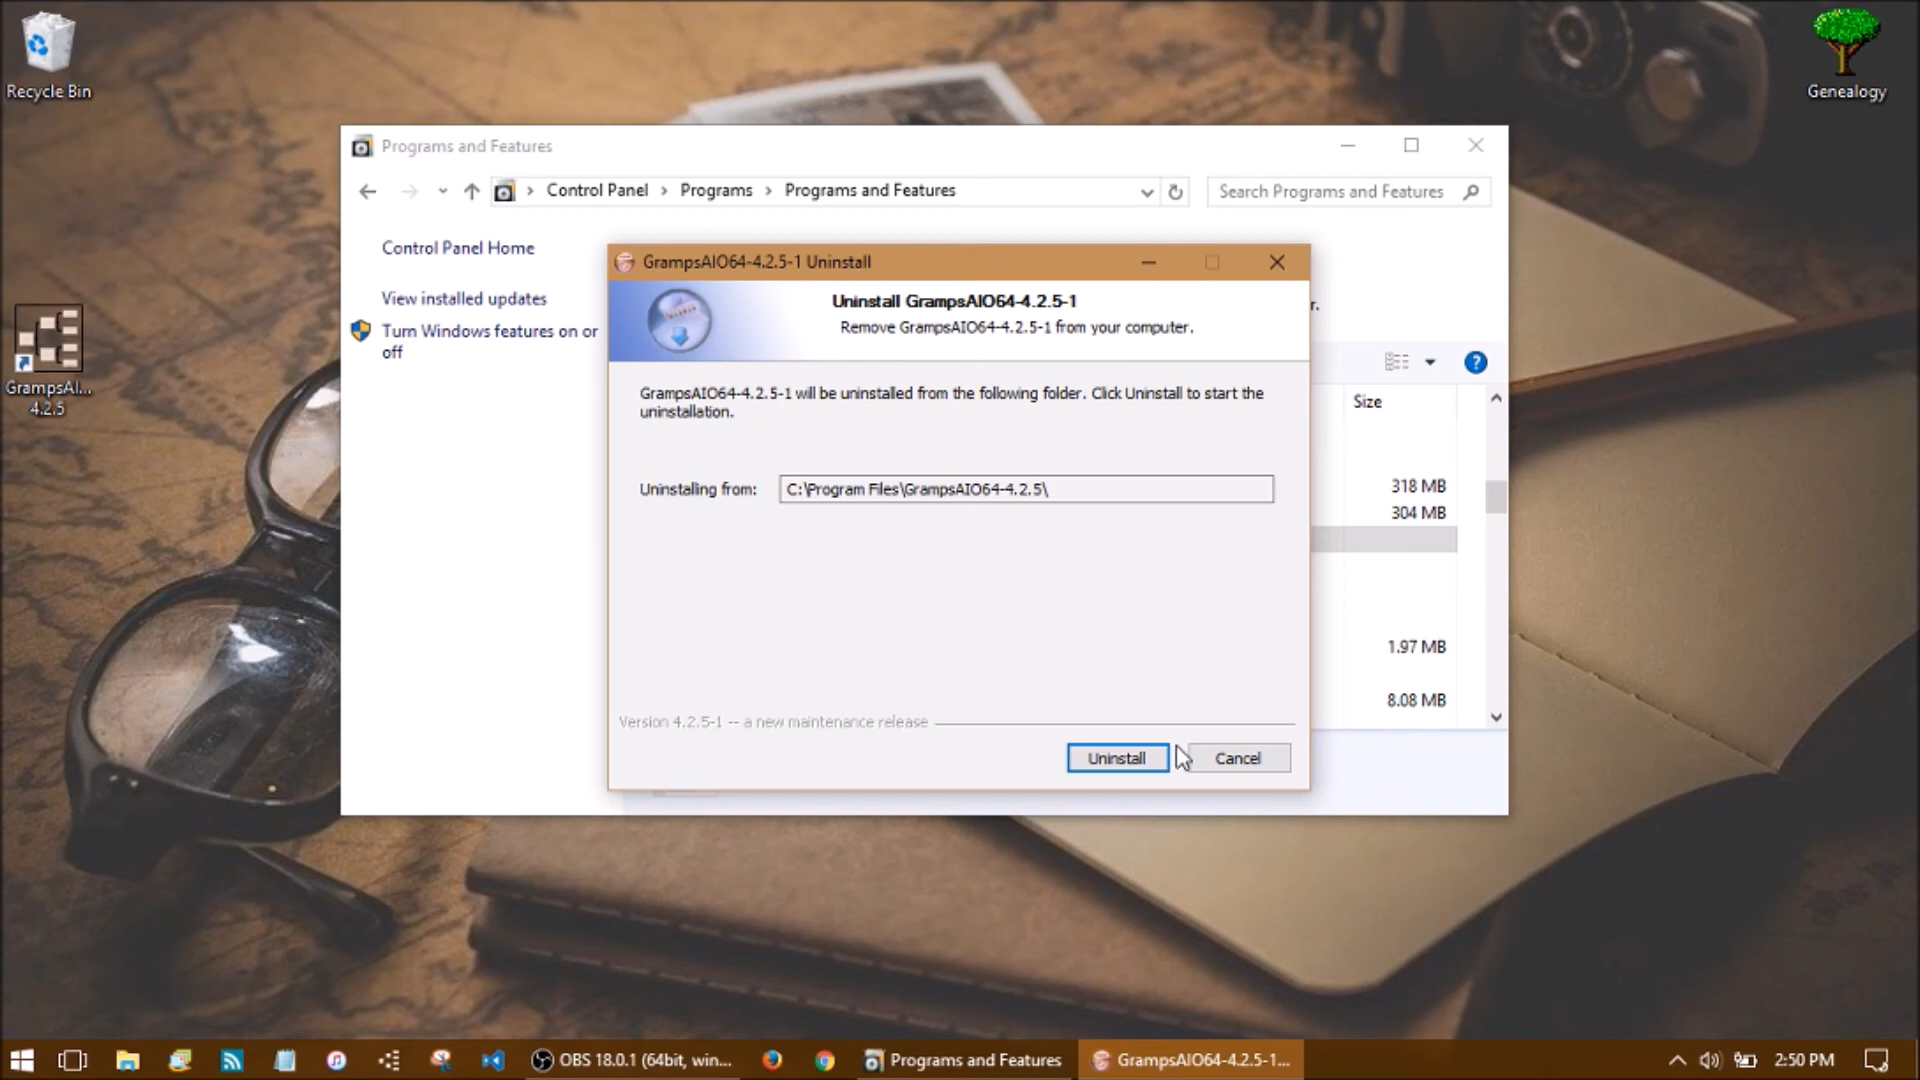 Recycle Bin
Genealogy
GrampsAI...
4.2.5
Programs and Features
Control Panel > Programs > Programs and Features
Search Programs and Features
Control Panel Home
View installed updates
Turn Windows features on or
off
r.
Size
318 MB
304 MB
1.97 MB
8.08 MB
GrampsAIO64-4.2.5-1 Uninstall
Uninstall GrampsAIO64-4.2.5-1
Remove GrampsAIO64-4.2.5-1 from your computer.
GrampsAIO64-4.2.5-1 will be uninstalled from the following folder. Click Uninstall to start the
uninstallation.
Uninstalling from: C:\Program Files\GrampsAIO64-4.2.5\
Version 4.2.5-1 -- a new maintenance release
Uninstall Cancel
OBS 18.0.1 (64bit, win... Programs and Features GrampsAIO64-4.2.5-1... 2:50 PM